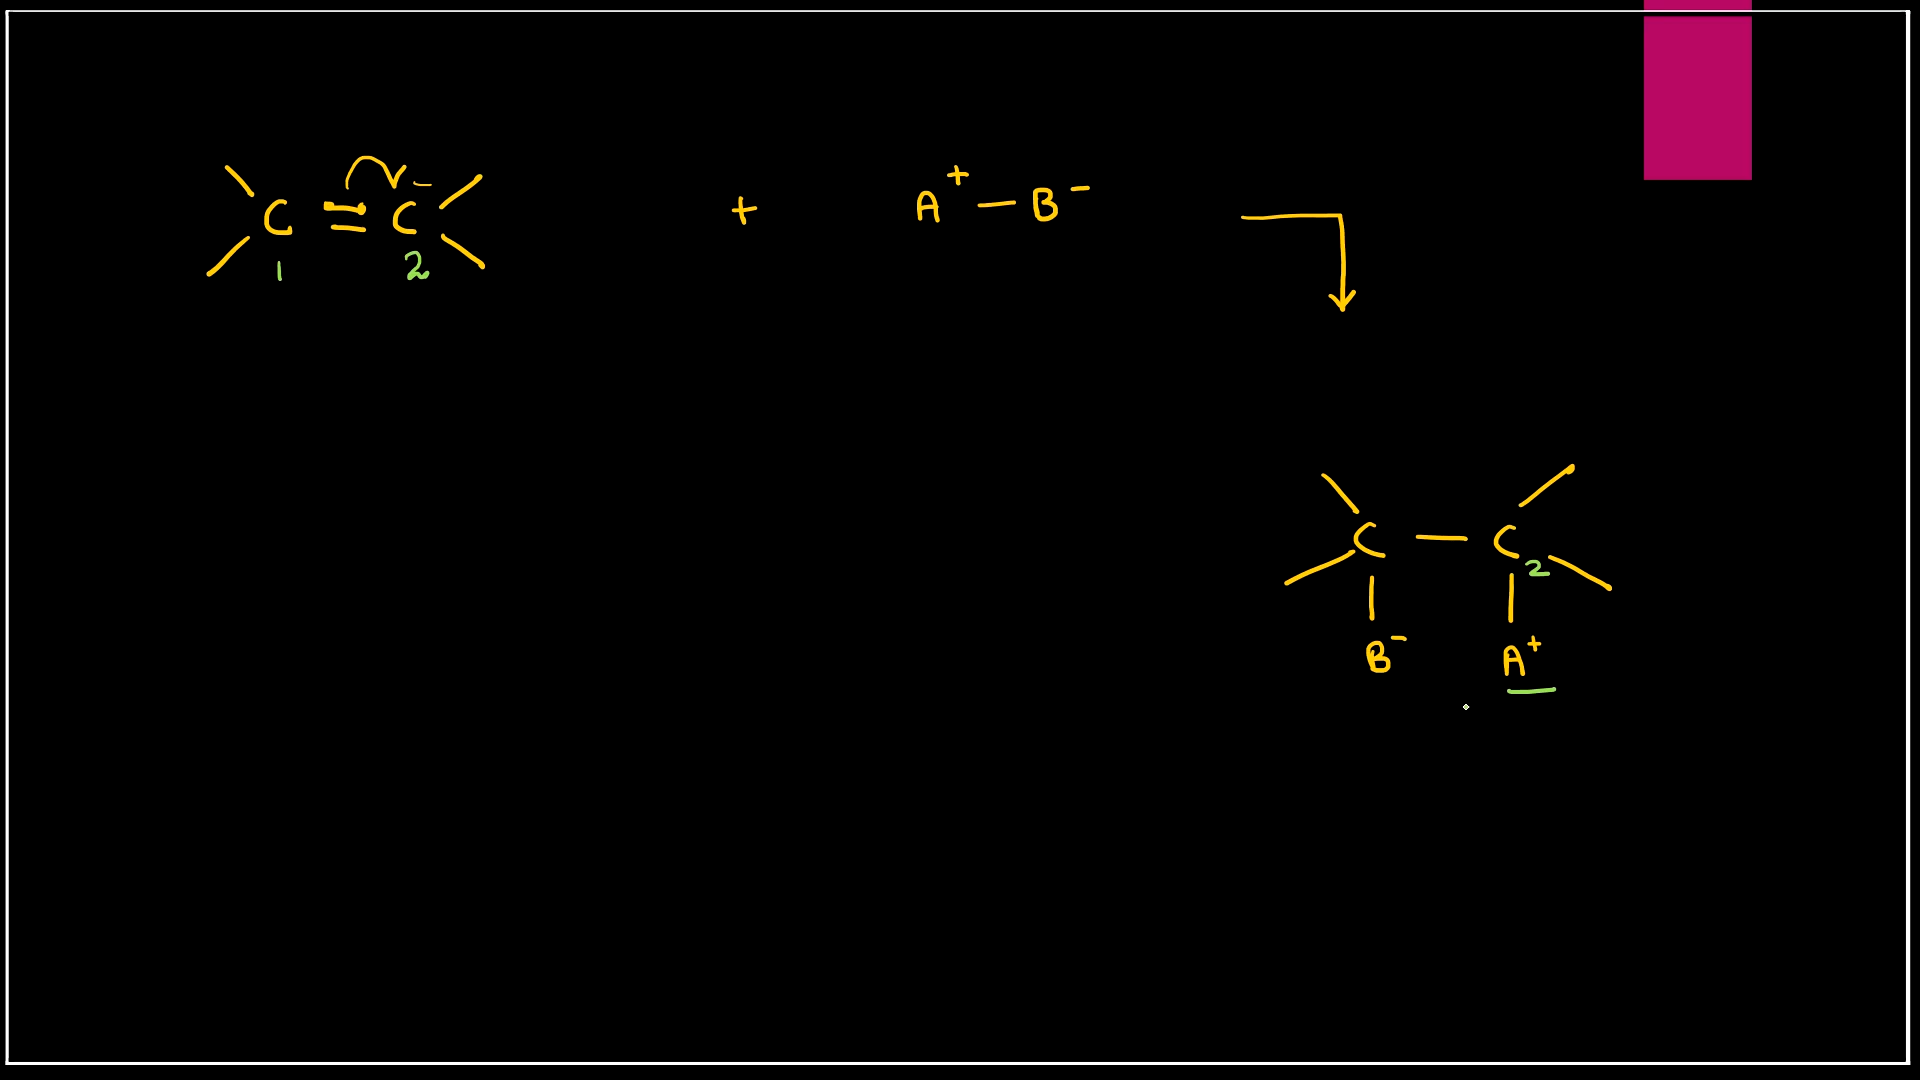 C = C⁻ + A⁺ — B⁻
1 2
C — C
2
B⁻ A⁺